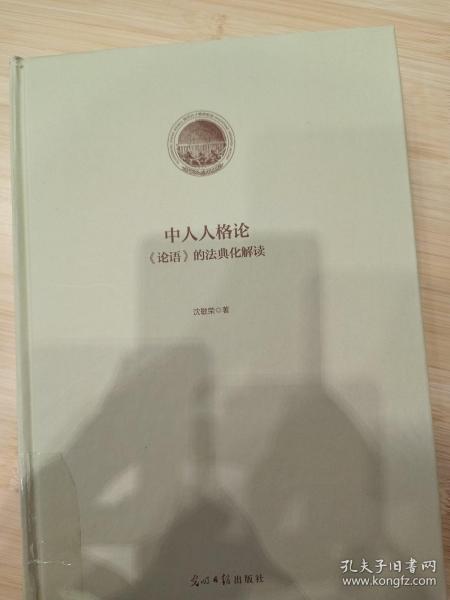 中人人格论
《论语》的法典化解读
沈敏荣◎著
光明日报出版社
孔夫子旧书网
www.kongfz.com